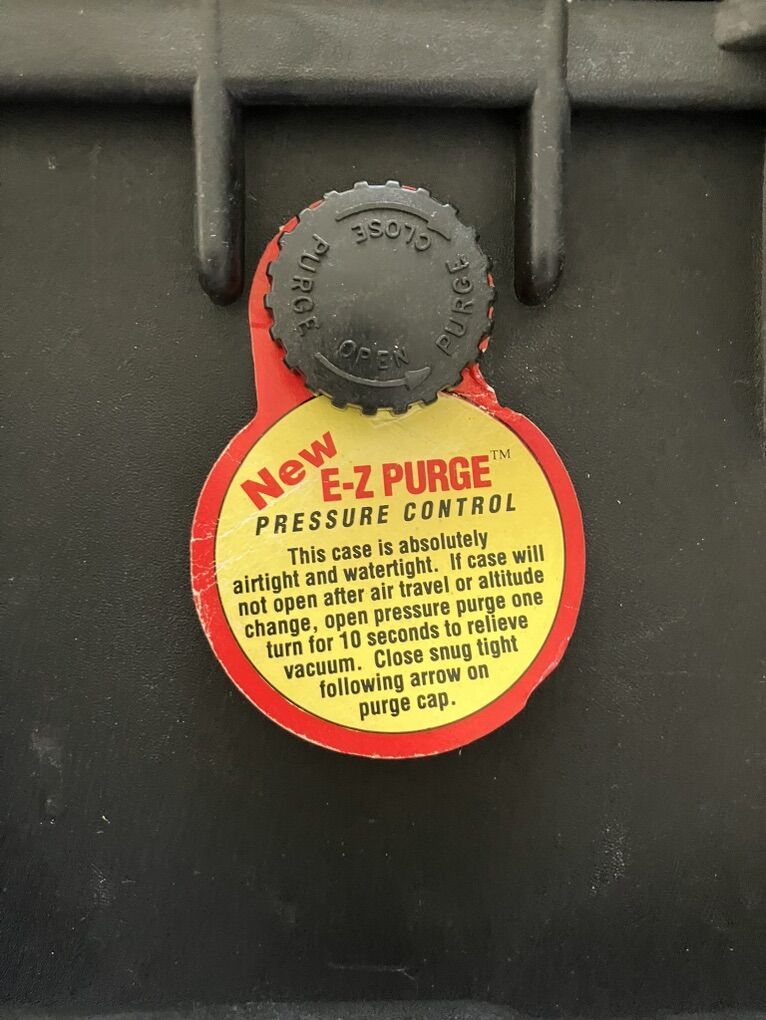 CLOSE
PURGE
PURGE
OPEN
New
E-Z PURGE™
PRESSURE CONTROL
This case is absolutely
airtight and watertight. If case will
not open after air travel or altitude
change, open pressure purge one
turn for 10 seconds to relieve
vacuum. Close snug tight
following arrow on
purge cap.